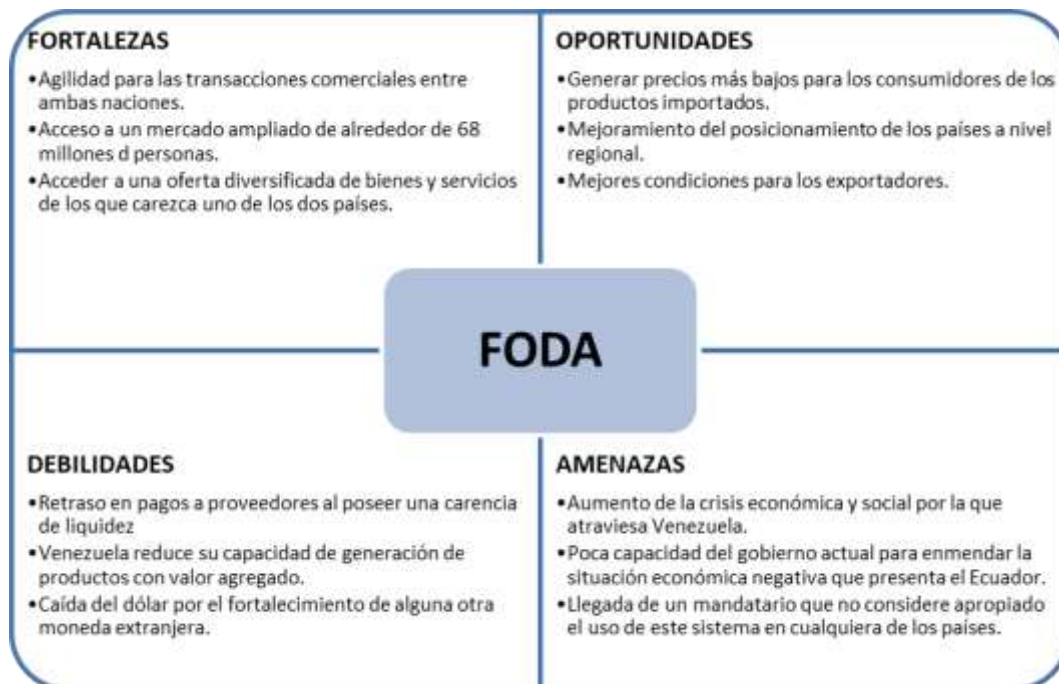 FORTALEZAS
•Agilidad para las transacciones comerciales entre
ambas naciones.
•Acceso a un mercado ampliado de alrededor de 68
millones d personas.
•Acceder a una oferta diversificada de bienes y servicios
de los que carezca uno de los dos países.
OPORTUNIDADES
•Generar precios más bajos para los consumidores de los
productos importados.
•Mejoramiento del posicionamiento de los países a nivel
regional.
•Mejores condiciones para los exportadores.
FODA
DEBILIDADES
•Retraso en pagos a proveedores al poseer una carencia
de liquidez
•Venezuela reduce su capacidad de generación de
productos con valor agregado.
•Caída del dólar por el fortalecimiento de alguna otra
moneda extranjera.
AMENAZAS
•Aumento de la crisis económica y social por la que
atraviesa Venezuela.
•Poca capacidad del gobierno actual para enmendar la
situación económica negativa que presenta el Ecuador.
•Llegada de un mandatario que no considere apropiado
el uso de este sistema en cualquiera de los países.